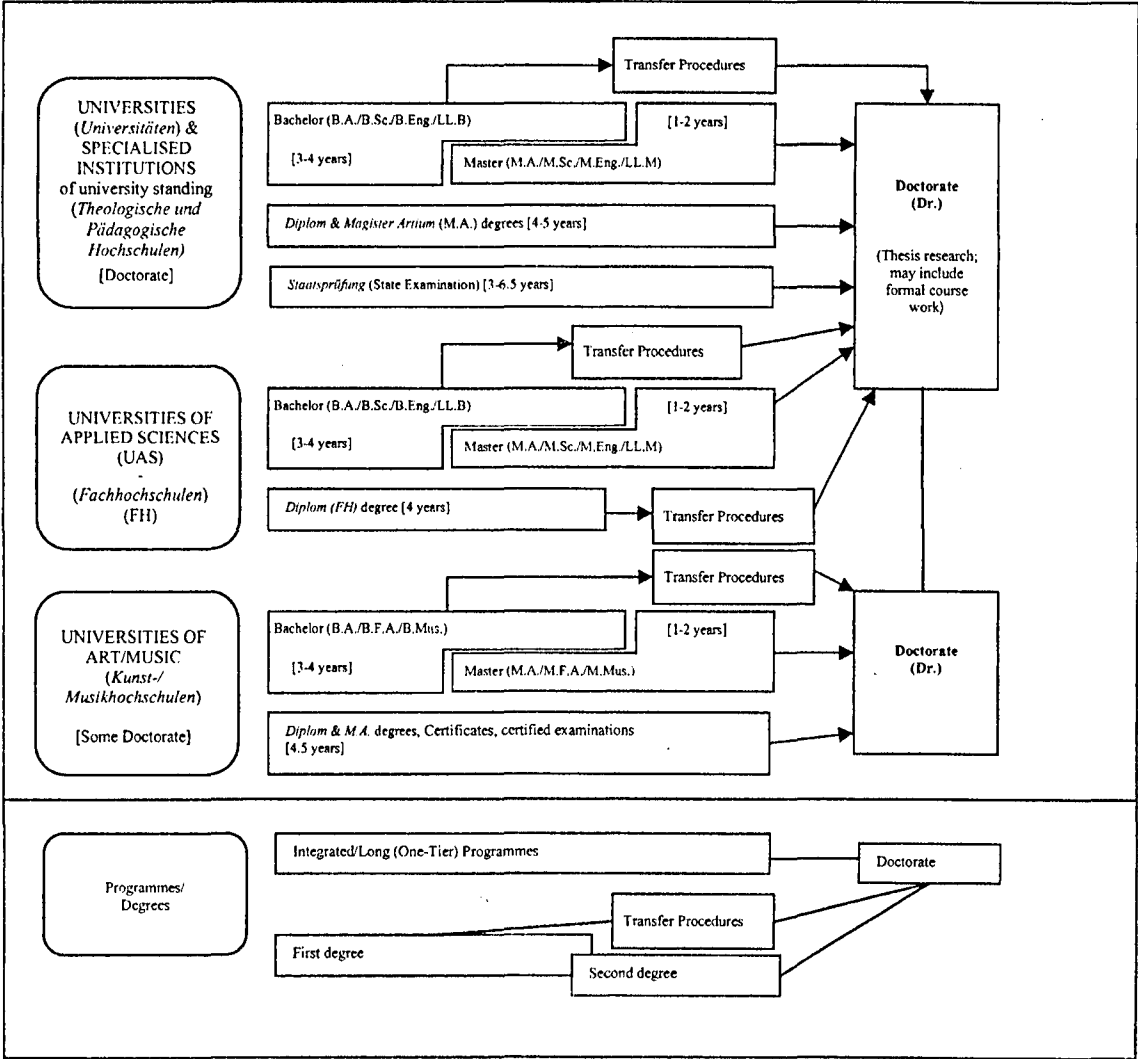 Transfer Procedures
UNIVERSITIES
(Universitäten) &
SPECIALISED
INSTITUTIONS
of university standing
(Theologische und
Pädagogische
Hochschulen)
[Doctorate]
Bachelor (B.A./B.Sc./B.Eng./LL.B)
[3-4 years]
[1-2 years]
Master (M.A./M.Sc./M.Eng./LL.M)
Diplom & Magister Artium (M.A.) degrees [4-5 years]
Staatsprüfung (State Examination) [3-6.5 years]
Doctorate
(Dr.)
(Thesis research;
may include
formal course
work)
Transfer Procedures
UNIVERSITIES OF
APPLIED SCIENCES
(UAS)
-
(Fachhochschulen)
(FH)
Bachelor (B.A./B.Sc./B.Eng./LL.B)
[3-4 years]
[1-2 years]
Master (M.A./M.Sc./M.Eng./LL.M)
Diplom (FH) degree [4 years]
Transfer Procedures
Transfer Procedures
UNIVERSITIES OF
ART/MUSIC
(Kunst-/
Musikhochschulen)
[Some Doctorate]
Bachelor (B.A./B.F.A./B.Mus.)
[3-4 years]
[1-2 years]
Master (M.A./M.F.A./M.Mus.)
Diplom & M.A. degrees, Certificates, certified examinations
[4.5 years]
Doctorate
(Dr.)
Programmes/
Degrees
Integrated/Long (One-Tier) Programmes
Doctorate
Transfer Procedures
First degree
Second degree